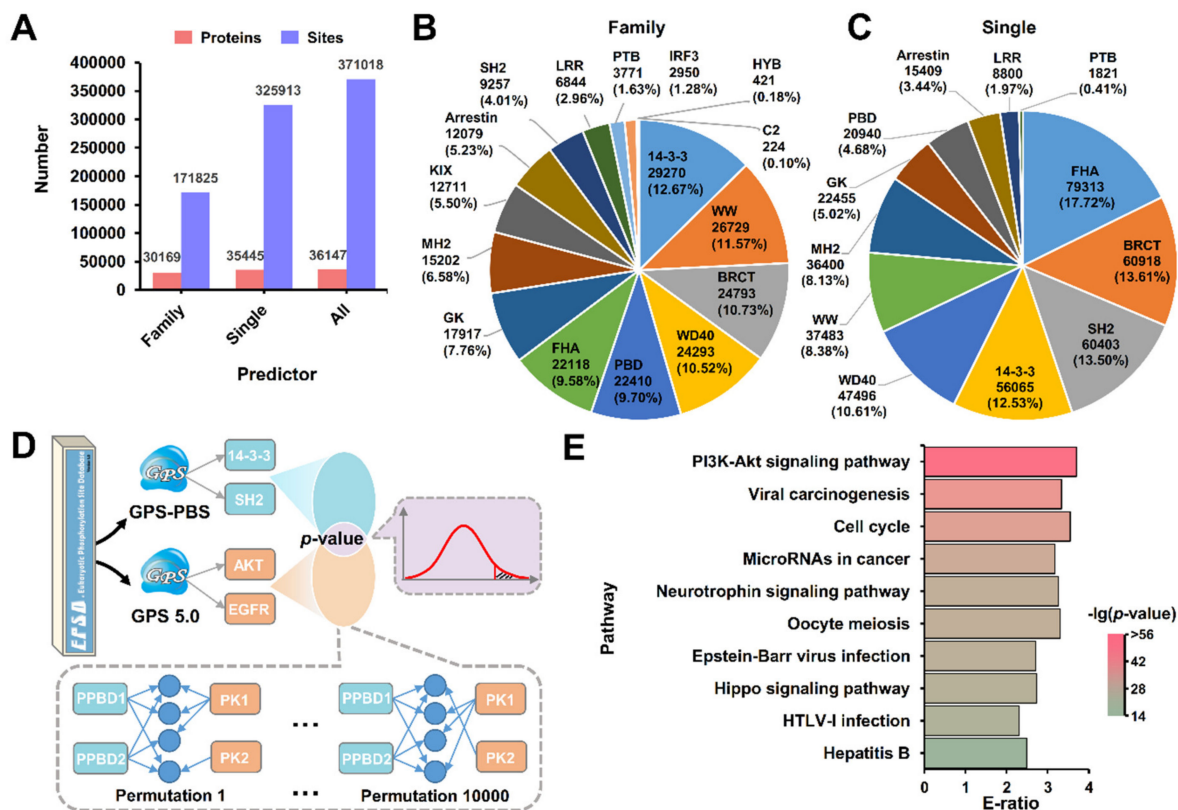 A
Proteins
Sites
400000
350000
300000
250000
200000
150000
100000
50000
0
Number
30169
171825
35445
325913
36147
371018
Family
Single
All
Predictor
B
Family
14-3-3
29270
(12.67%)
WW
26729
(11.57%)
BRCT
24793
(10.73%)
WD40
24293
(10.52%)
PBD
22410
(9.70%)
FHA
22118
(9.58%)
GK
17917
(7.76%)
MH2
15202
(6.58%)
KIX
12711
(5.50%)
Arrestin
12079
(5.23%)
SH2
9257
(4.01%)
LRR
6844
(2.96%)
PTB
3771
(1.63%)
IRF3
2950
(1.28%)
HYB
421
(0.18%)
C2
224
(0.10%)
C
Single
FHA
79313
(17.72%)
BRCT
60918
(13.61%)
SH2
60403
(13.50%)
14-3-3
56065
(12.53%)
WD40
47496
(10.61%)
WW
37483
(8.38%)
MH2
36400
(8.13%)
GK
22455
(5.02%)
PBD
20940
(4.68%)
Arrestin
15409
(3.44%)
LRR
8800
(1.97%)
PTB
1821
(0.41%)
D
EPSD - Eukaryotic Phosphorylation Site Database
GPS
GPS-PBS
14-3-3
SH2
GPS
GPS 5.0
AKT
EGFR
p-value
PPBD1
PPBD2
PK1
PK2
Permutation 1
...
...
PPBD1
PPBD2
PK1
PK2
Permutation 10000
E
Pathway
PI3K-Akt signaling pathway
Viral carcinogenesis
Cell cycle
MicroRNAs in cancer
Neurotrophin signaling pathway
Oocyte meiosis
Epstein-Barr virus infection
Hippo signaling pathway
HTLV-I infection
Hepatitis B
0 1 2 3 4
E-ratio
-lg(p-value)
>56
42
28
14